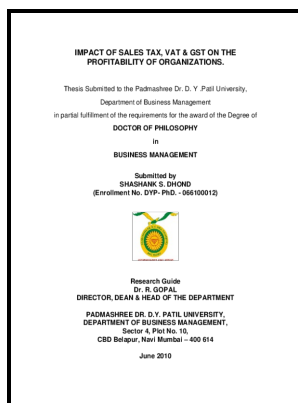 IMPACT OF SALES TAX, VAT & GST ON THE
PROFITABILITY OF ORGANIZATIONS.
Thesis Submitted to the Padmashree Dr. D. Y .Patil University,
Department of Business Management
in partial fulfillment of the requirements for the award of the Degree of
DOCTOR OF PHILOSOPHY
in
BUSINESS MANAGEMENT
Submitted by
SHASHANK S. DHOND
(Enrollment No. DYP- PhD. - 066100012)
Research Guide
Dr. R. GOPAL
DIRECTOR, DEAN & HEAD OF THE DEPARTMENT
PADMASHREE DR. D.Y. PATIL UNIVERSITY,
DEPARTMENT OF BUSINESS MANAGEMENT,
Sector 4, Plot No. 10,
CBD Belapur, Navi Mumbai – 400 614
June 2010